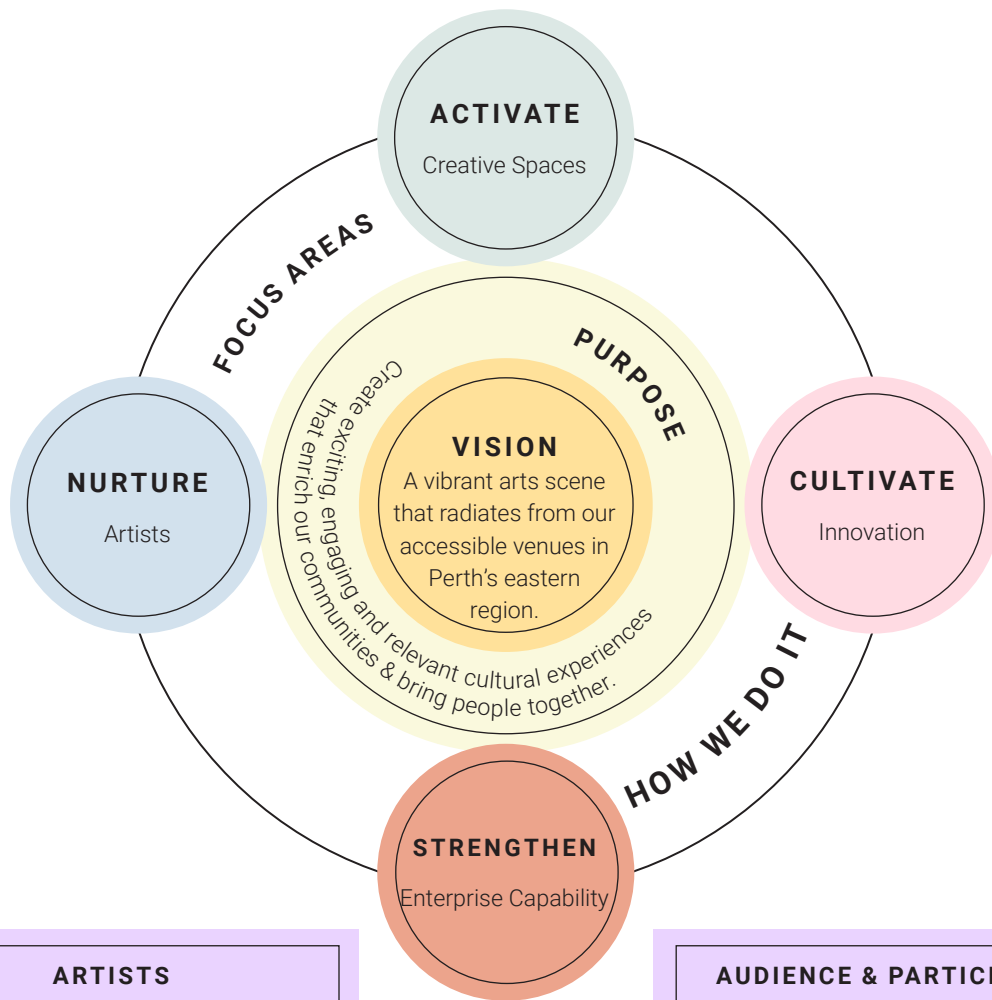 ACTIVATE
Creative Spaces
FOCUS AREAS
PURPOSE
Create exciting, engaging and relevant cultural experiences
that enrich our communities & bring people together.
VISION
A vibrant arts scene
that radiates from our
accessible venues in
Perth's eastern
region.
NURTURE
Artists
CULTIVATE
Innovation
HOW WE DO IT
STRENGTHEN
Enterprise Capability
ARTISTS
AUDIENCE &